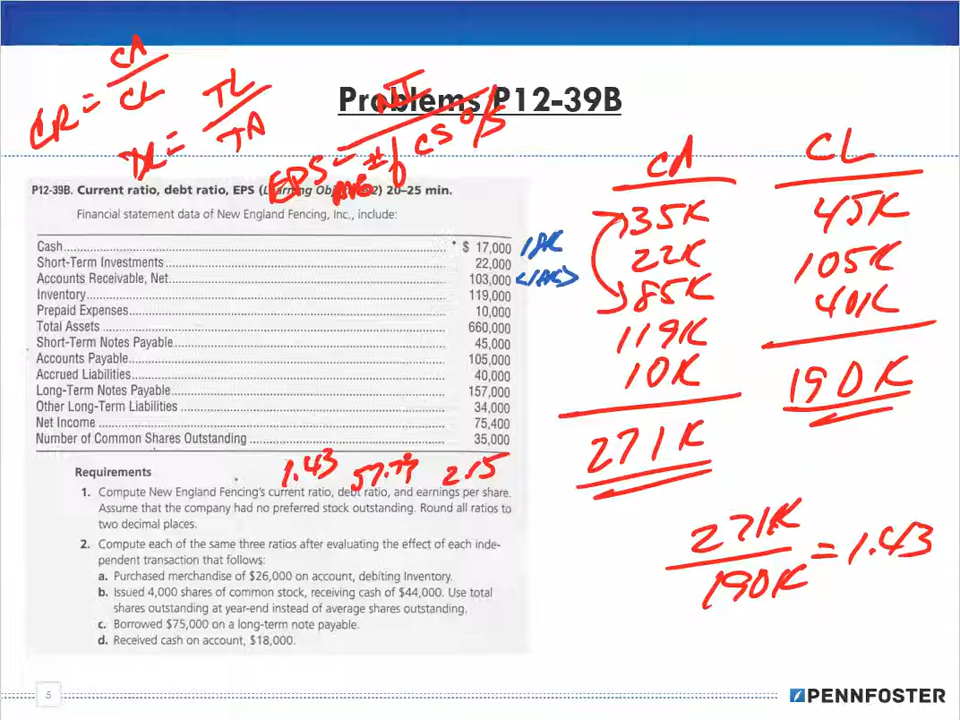 Problems P12-39B
CR = CA / CL
= TL / TA
EPS = NI / # CS O/S
P12-39B. Current ratio, debt ratio, EPS (Learning Objective 2) 20–25 min.
Financial statement data of New England Fencing, Inc., include:
Cash........ $ 17,000 18K
Short-Term Investments........ 22,000
Accounts Receivable, Net........ 103,000 <18K>
Inventory........ 119,000
Prepaid Expenses........ 10,000
Total Assets........ 660,000
Short-Term Notes Payable........ 45,000
Accounts Payable........ 105,000
Accrued Liabilities........ 40,000
Long-Term Notes Payable........ 157,000
Other Long-Term Liabilities........ 34,000
Net Income........ 75,400
Number of Common Shares Outstanding........ 35,000
1.43 2.15
Requirements
1. Compute New England Fencing's current ratio, debt ratio, and earnings per share.
Assume that the company had no preferred stock outstanding. Round all ratios to
two decimal places.
2. Compute each of the same three ratios after evaluating the effect of each inde-
pendent transaction that follows:
a. Purchased merchandise of $26,000 on account, debiting Inventory.
b. Issued 4,000 shares of common stock, receiving cash of $44,000. Use total
shares outstanding at year-end instead of average shares outstanding.
c. Borrowed $75,000 on a long-term note payable.
d. Received cash on account, $18,000.
CA
35K
22K
85K
119K
10K
271K
CL
45K
105K
40K
190K
271K / 190K = 1.43
5
PENNFOSTER